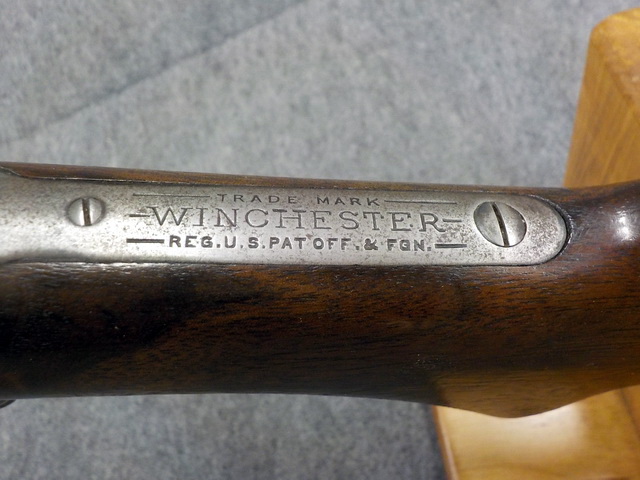 TRADE MARK
-WINCHESTER-
REG.U.S.PAT.OFF.& FGN.